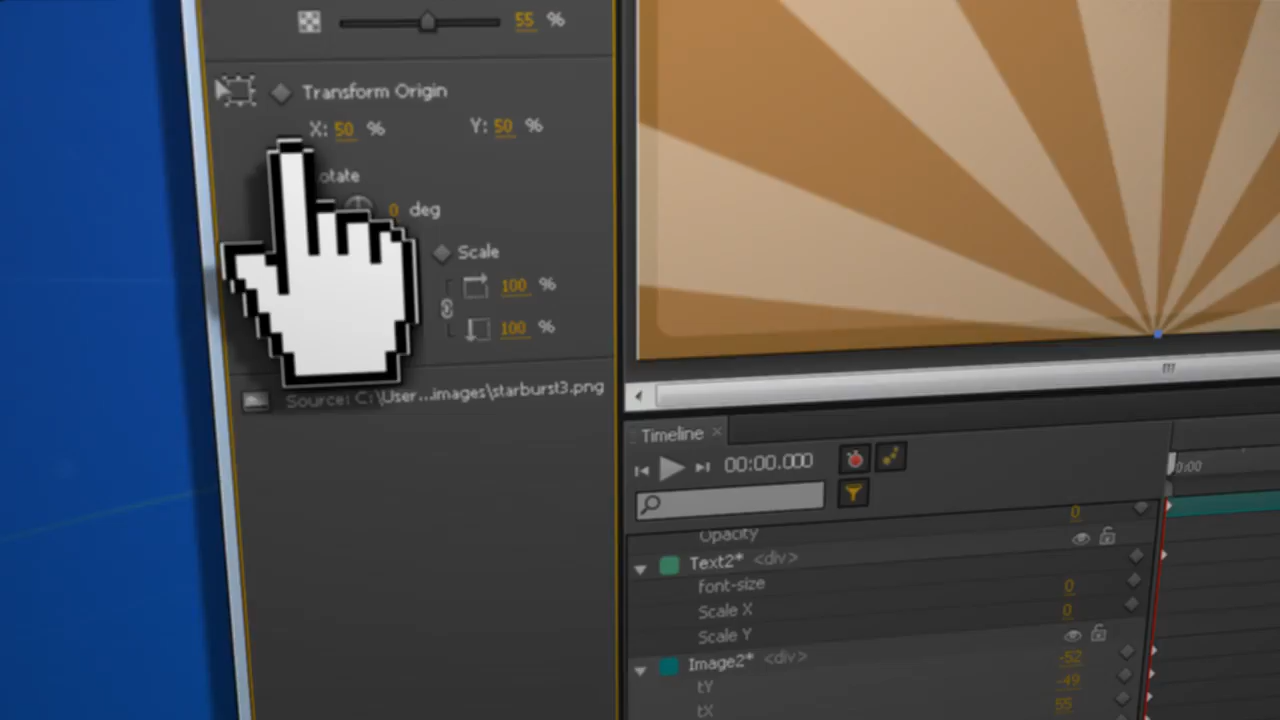 55 %
Transform Origin
X: 50 % Y: 50 %
otate
0 deg
Scale
100 %
100 %
Source: C:\User...images\starburst3.png
Timeline
00:00.000
0:00
0
Opacity
Text2* <div>
font-size
0
Scale X
0
Scale Y
Image2* <div>
-52
tY
-49
tX
55